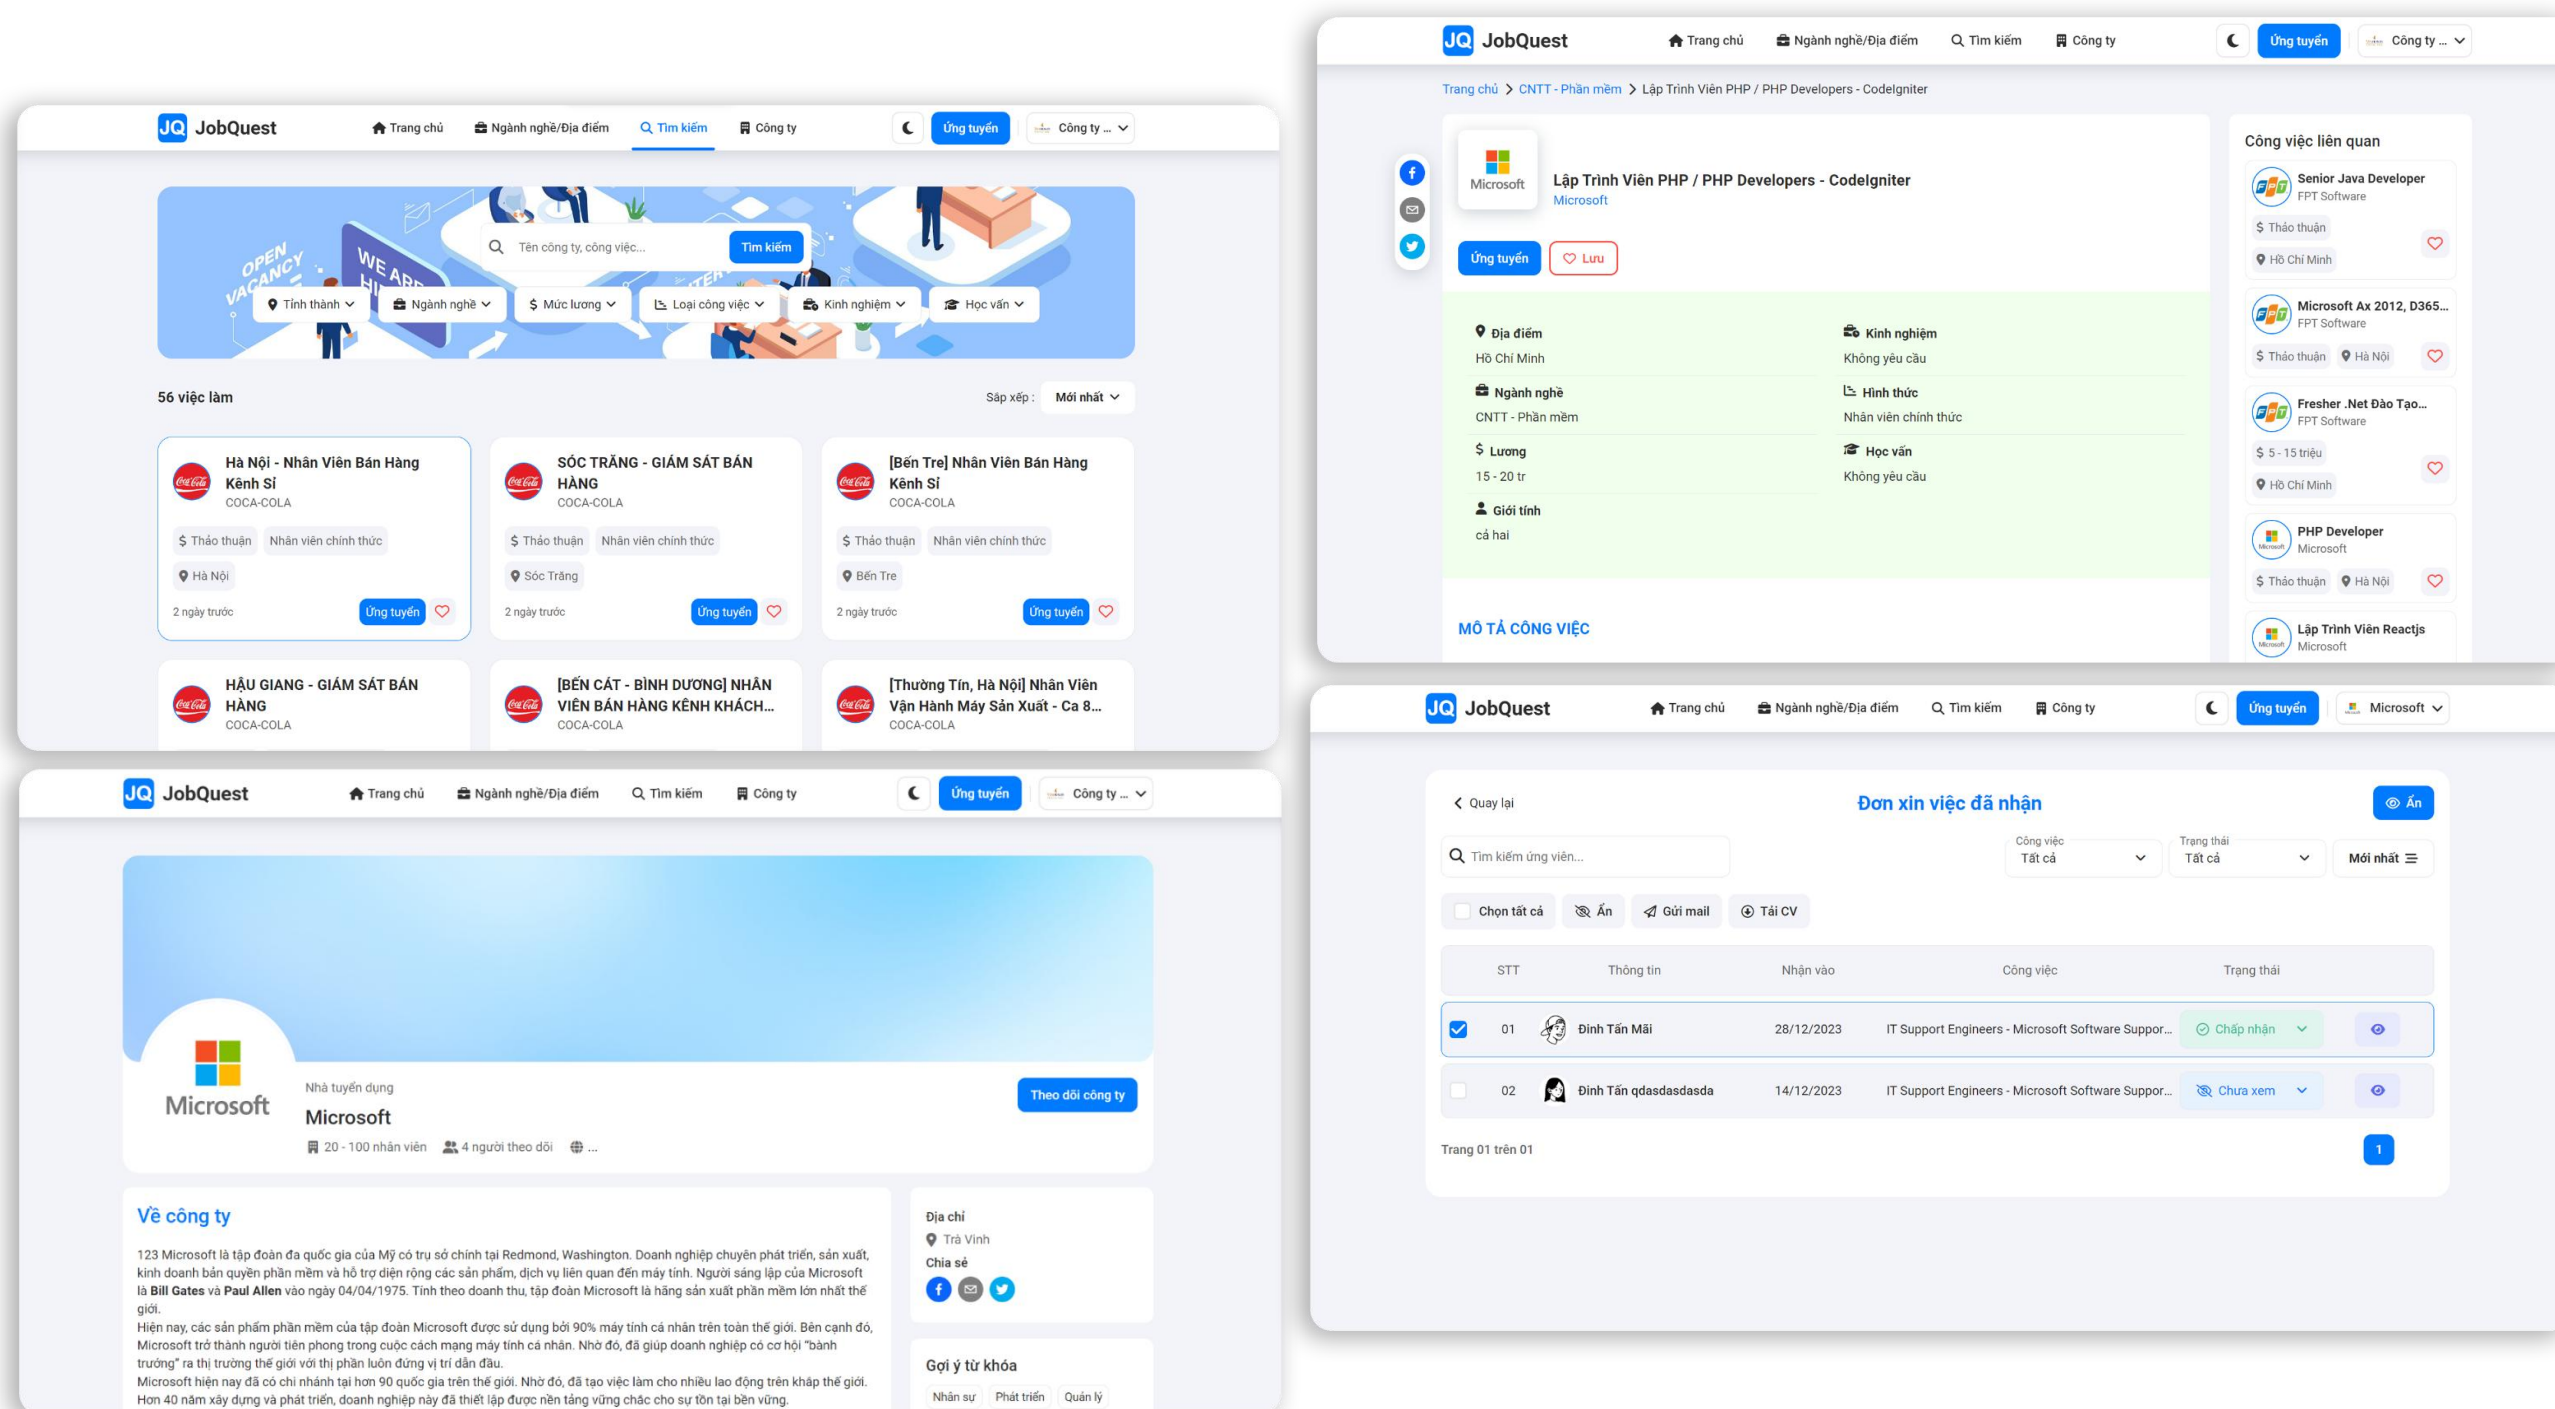 JQ JobQuest
Trang chủ
Ngành nghề/Địa điểm
Tìm kiếm
Công ty
Ứng tuyển
Công ty ...
OPEN
VACANCY
WE ARE
Tên công ty, công việc...
Tìm kiếm
Tỉnh thành
Ngành nghề
$ Mức lương
Loại công việc
Kinh nghiệm
Học vấn
56 việc làm
Sắp xếp :
Mới nhất
Coca-Cola
Hà Nội - Nhân Viên Bán Hàng
Kênh Sỉ
COCA-COLA
$ Thảo thuận
Nhân viên chính thức
Hà Nội
2 ngày trước
Ứng tuyển
Coca-Cola
SÓC TRĂNG - GIÁM SÁT BÁN
HÀNG
COCA-COLA
$ Thảo thuận
Nhân viên chính thức
Sóc Trăng
2 ngày trước
Ứng tuyển
Coca-Cola
[Bến Tre] Nhân Viên Bán Hàng
Kênh Sỉ
COCA-COLA
$ Thảo thuận
Nhân viên chính thức
Bến Tre
2 ngày trước
Ứng tuyển
Coca-Cola
HẬU GIANG - GIÁM SÁT BÁN
HÀNG
COCA-COLA
Coca-Cola
[BẾN CÁT - BÌNH DƯƠNG] NHÂN
VIÊN BÁN HÀNG KÊNH KHÁCH...
COCA-COLA
Coca-Cola
[Thường Tín, Hà Nội] Nhân Viên
Vận Hành Máy Sản Xuất - Ca 8...
COCA-COLA
JQ JobQuest
Trang chủ
Ngành nghề/Địa điểm
Tìm kiếm
Công ty
Ứng tuyển
Công ty ...
Microsoft
Nhà tuyển dụng
Microsoft
20 - 100 nhân viên
4 người theo dõi
...
Theo dõi công ty
Về công ty
123 Microsoft là tập đoàn đa quốc gia của Mỹ có trụ sở chính tại Redmond, Washington. Doanh nghiệp chuyên phát triển, sản xuất,
kinh doanh bản quyền phần mềm và hỗ trợ diện rộng các sản phẩm, dịch vụ liên quan đến máy tính. Người sáng lập của Microsoft
là Bill Gates và Paul Allen vào ngày 04/04/1975. Tính theo doanh thu, tập đoàn Microsoft là hãng sản xuất phần mềm lớn nhất thế
giới.
Hiện nay, các sản phẩm phần mềm của tập đoàn Microsoft được sử dụng bởi 90% máy tính cá nhân trên toàn thế giới. Bên cạnh đó,
Microsoft trở thành người tiên phong trong cuộc cách mạng máy tính cá nhân. Nhờ đó, đã giúp doanh nghiệp có cơ hội "bành
trướng" ra thị trường thế giới với thị phần luôn đứng vị trí dẫn đầu.
Microsoft hiện nay đã có chi nhánh tại hơn 90 quốc gia trên thế giới. Nhờ đó, đã tạo việc làm cho nhiều lao động trên khắp thế giới.
Hơn 40 năm xây dựng và phát triển, doanh nghiệp này đã thiết lập được nền tảng vững chắc cho sự tồn tại bền vững.
Địa chỉ
Trà Vinh
Chia sẻ
Gợi ý từ khóa
Nhân sự
Phát triển
Quản lý
JQ JobQuest
Trang chủ
Ngành nghề/Địa điểm
Tìm kiếm
Công ty
Ứng tuyển
Công ty ...
Trang chủ > CNTT - Phần mềm > Lập Trình Viên PHP / PHP Developers - CodeIgniter
Microsoft
Lập Trình Viên PHP / PHP Developers - CodeIgniter
Microsoft
Ứng tuyển
Lưu
Địa điểm
Hồ Chí Minh
Kinh nghiệm
Không yêu cầu
Ngành nghề
CNTT - Phần mềm
Hình thức
Nhân viên chính thức
$ Lương
15 - 20 tr
Học vấn
Không yêu cầu
Giới tính
cả hai
MÔ TẢ CÔNG VIỆC
Công việc liên quan
FPT
Senior Java Developer
FPT Software
$ Thảo thuận
Hồ Chí Minh
FPT
Microsoft Ax 2012, D365...
FPT Software
$ Thảo thuận
Hà Nội
FPT
Fresher .Net Đào Tạo...
FPT Software
$ 5 - 15 triệu
Hồ Chí Minh
Microsoft
PHP Developer
Microsoft
$ Thảo thuận
Hà Nội
Microsoft
Lập Trình Viên Reactjs
Microsoft
JQ JobQuest
Trang chủ
Ngành nghề/Địa điểm
Tìm kiếm
Công ty
Ứng tuyển
Microsoft
Quay lại
Đơn xin việc đã nhận
Ẩn
Tìm kiếm ứng viên...
Công việc
Tất cả
Trạng thái
Tất cả
Mới nhất
Chọn tất cả
Ẩn
Gửi mail
Tải CV
STT
Thông tin
Nhận vào
Công việc
Trạng thái
01
Đinh Tấn Mãi
28/12/2023
IT Support Engineers - Microsoft Software Suppor...
Chấp nhận
02
Đinh Tấn qdasdasdasda
14/12/2023
IT Support Engineers - Microsoft Software Suppor...
Chưa xem
Trang 01 trên 01
1